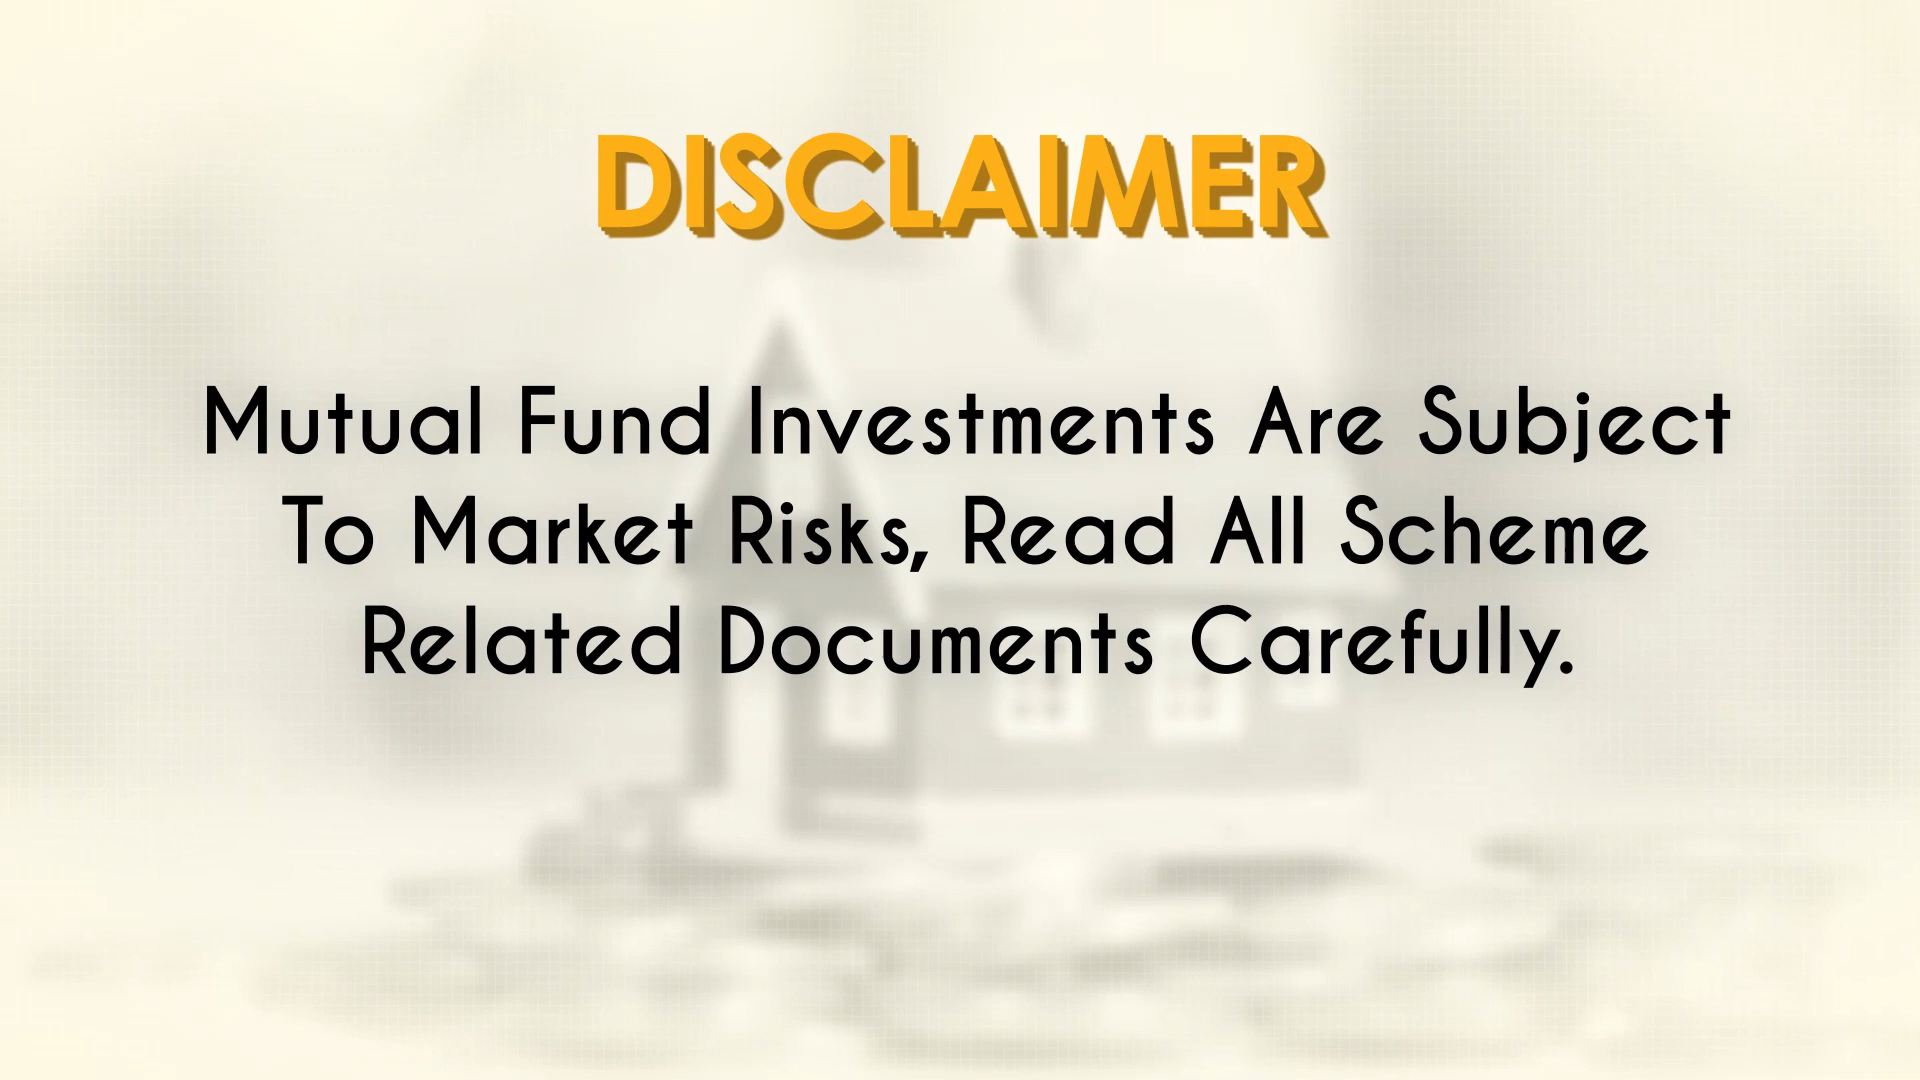 DISCLAIMER
Mutual Fund Investments Are Subject
To Market Risks, Read All Scheme
Related Documents Carefully.